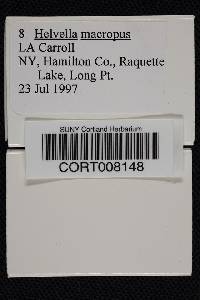 8 Helvella macropus
LA Carroll
NY, Hamilton Co., Raquette
Lake, Long Pt.
23 Jul 1997
SUNY Cortland Herbarium
CORT008148